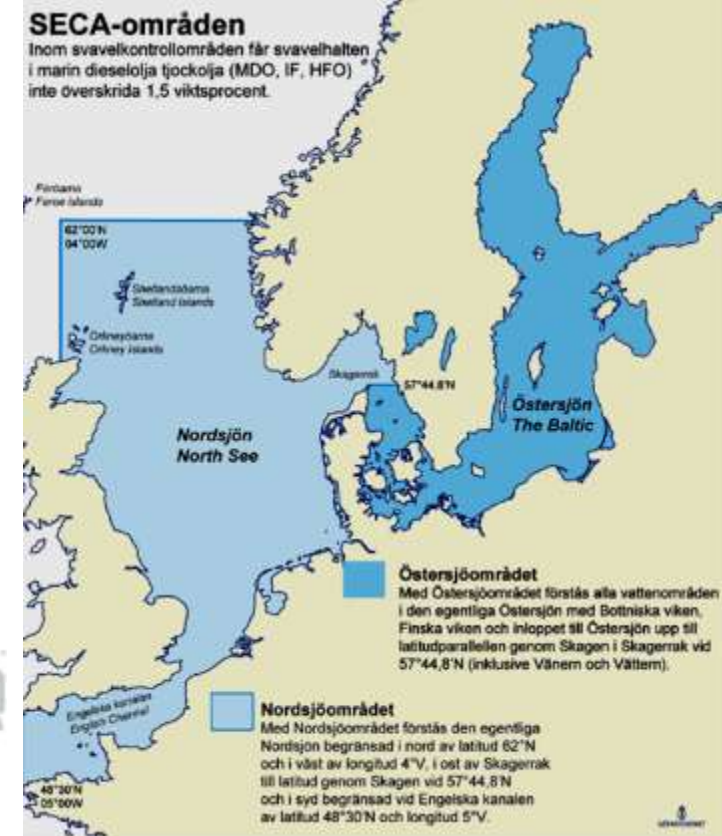 SECA-områden
Inom svavelkontrollområden får svavelhalten
i marin dieselolja tjockolja (MDO, IF, HFO)
inte överskrida 1,5 viktsprocent.
Färöarna
Faroe Islands
62°00'N
04°00W
Shetlandsöarna
Shetland Islands
Orkneyöarna
Orkney Islands
Skagerrak
57°44.8'N
Östersjön
The Baltic
Nordsjön
North See
Östersjöområdet
Med Östersjöområdet förstås alla vattenområden
i den egentliga Östersjön med Bottniska viken,
Finska viken och inloppet till Östersjön upp till
latitudparallellen genom Skagen i Skagerrak vid
57°44,8'N (inklusive Vänern och Vättern).
Engelska kanalen
English Channel
Nordsjöområdet
Med Nordsjöområdet förstås den egentliga
Nordsjön begränsad i nord av latitud 62°N
och i väst av longitud 4°V, i ost av Skagerrak
till latitud genom Skagen vid 57°44,8'N
och i syd begränsad vid Engelska kanalen
av latitud 48°30'N och longitud 5°V.
48°30'N
05°00W